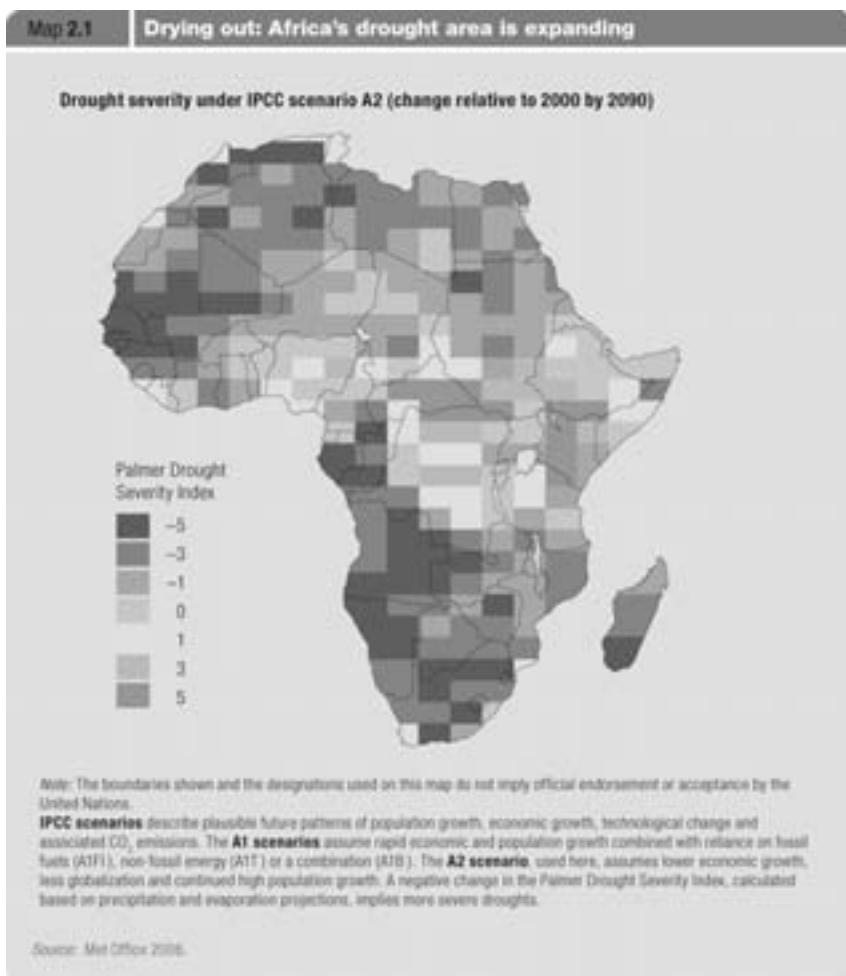 Map 2.1
Drying out: Africa's drought area is expanding
Drought severity under IPCC scenario A2 (change relative to 2000 by 2090)
Palmer Drought
Severity Index
–5
–3
–1
0
1
3
5
Note: The boundaries shown and the designations used on this map do not imply official endorsement or acceptance by the
United Nations.
IPCC scenarios describe plausible future patterns of population growth, economic growth, technological change and
associated CO₂ emissions. The A1 scenarios assume rapid economic and population growth combined with reliance on fossil
fuels (A1FI), non-fossil energy (A1T) or a combination (A1B). The A2 scenario, used here, assumes lower economic growth,
less globalization and continued high population growth. A negative change in the Palmer Drought Severity Index, calculated
based on precipitation and evaporation projections, implies more severe droughts.
Source: Met Office 2006.